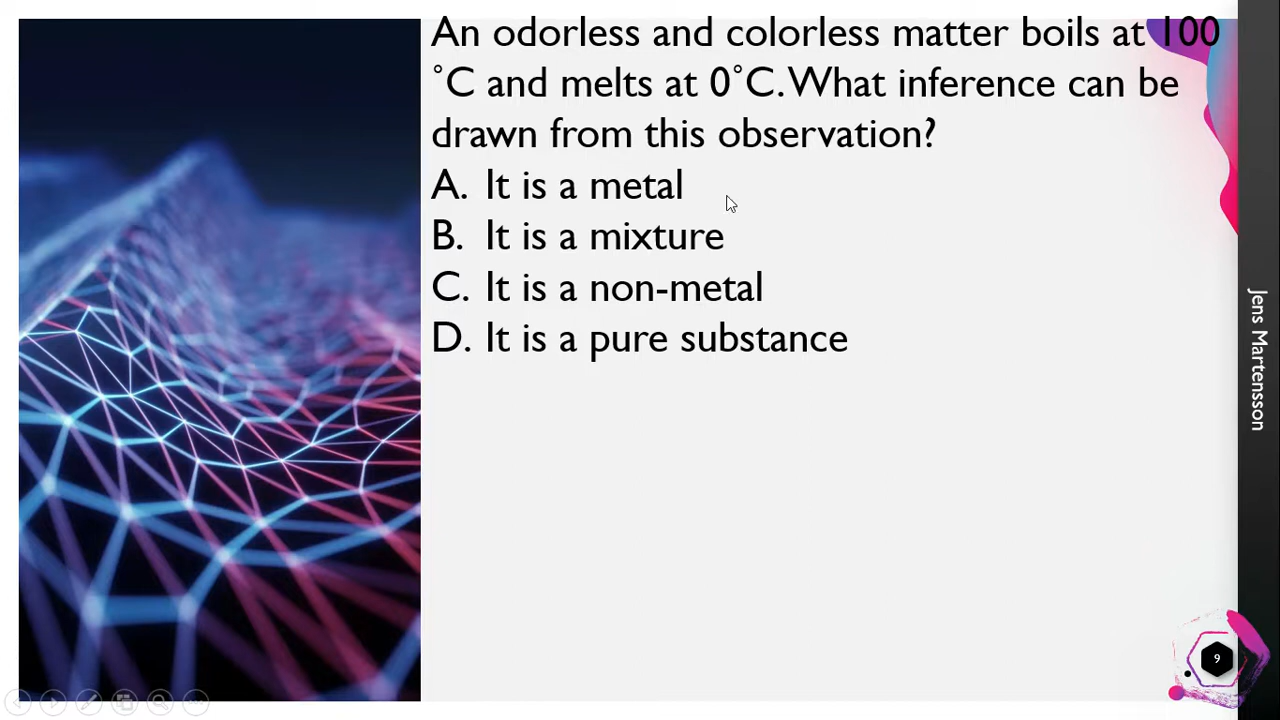 An odorless and colorless matter boils at 100
˚C and melts at 0˚C. What inference can be
drawn from this observation?
A. It is a metal
B. It is a mixture
C. It is a non-metal
D. It is a pure substance
Jens Martensson
9